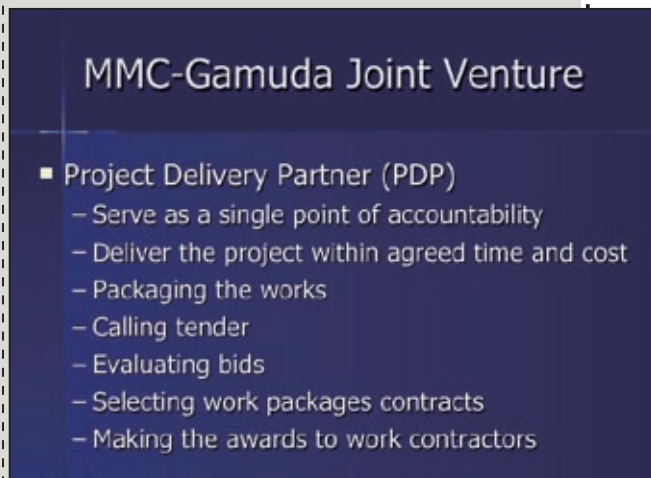 MMC-Gamuda Joint Venture
▪ Project Delivery Partner (PDP)
– Serve as a single point of accountability
– Deliver the project within agreed time and cost
– Packaging the works
– Calling tender
– Evaluating bids
– Selecting work packages contracts
– Making the awards to work contractors